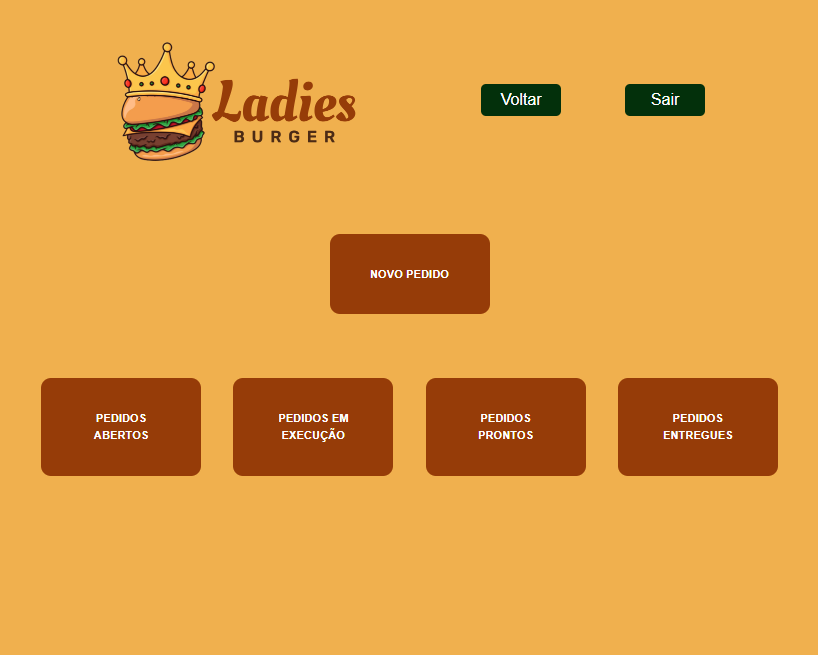 Ladies
BURGER
Voltar
Sair
NOVO PEDIDO
PEDIDOS
ABERTOS
PEDIDOS EM
EXECUÇÃO
PEDIDOS
PRONTOS
PEDIDOS
ENTREGUES